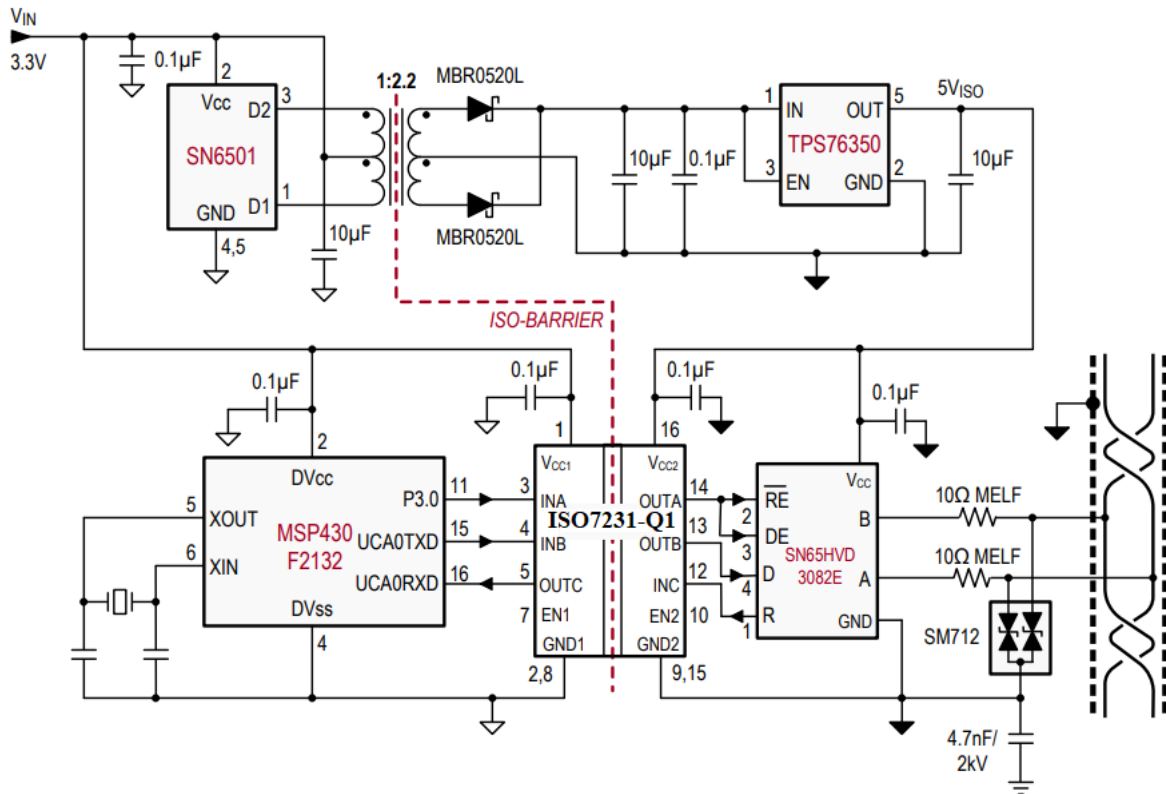 VIN
3.3V
0.1µF
2
Vcc
D2
3
SN6501
D1
1
GND
4,5
10µF
1:2.2
MBR0520L
MBR0520L
10µF
0.1µF
1
IN
OUT
5
TPS76350
3
EN
GND
2
5VISO
10µF
ISO-BARRIER
0.1µF
2
DVcc
5
XOUT
6
XIN
MSP430
F2132
P3.0
11
UCA0TXD
15
UCA0RXD
16
DVss
4
0.1µF
1
VCC1
3
INA
4
INB
5
OUTC
7
EN1
GND1
2,8
ISO7231-Q1
0.1µF
16
VCC2
OUTA
14
OUTB
13
INC
12
EN2
10
GND2
9,15
0.1µF
VCC
RE
2
DE
3
D
4
R
1
SN65HVD
3082E
B
A
GND
10Ω MELF
10Ω MELF
SM712
4.7nF/
2kV